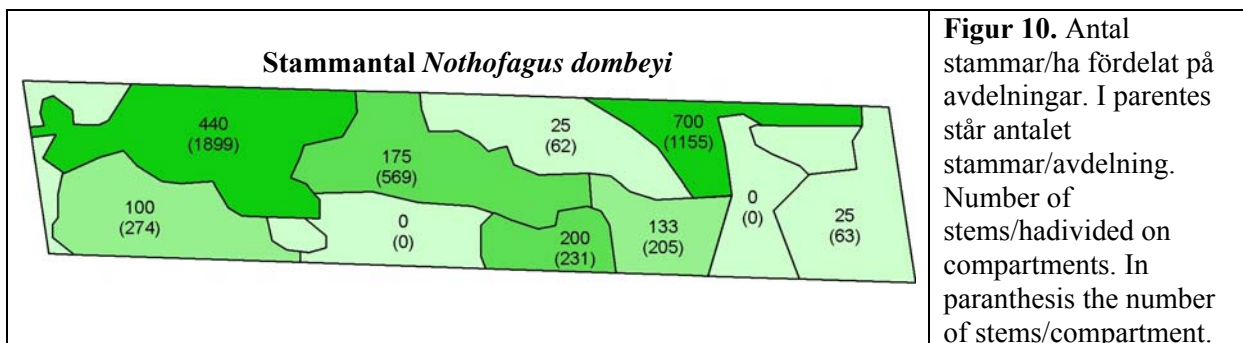 Stammantal Nothofagus dombeyi
440
(1899)
175
(569)
25
(62)
700
(1155)
100
(274)
0
(0)
200
(231)
133
(205)
0
(0)
25
(63)
Figur 10. Antal
stammar/ha fördelat på
avdelningar. I parentes
står antalet
stammar/avdelning.
Number of
stems/hadivided on
compartments. In
paranthesis the number
of stems/compartment.